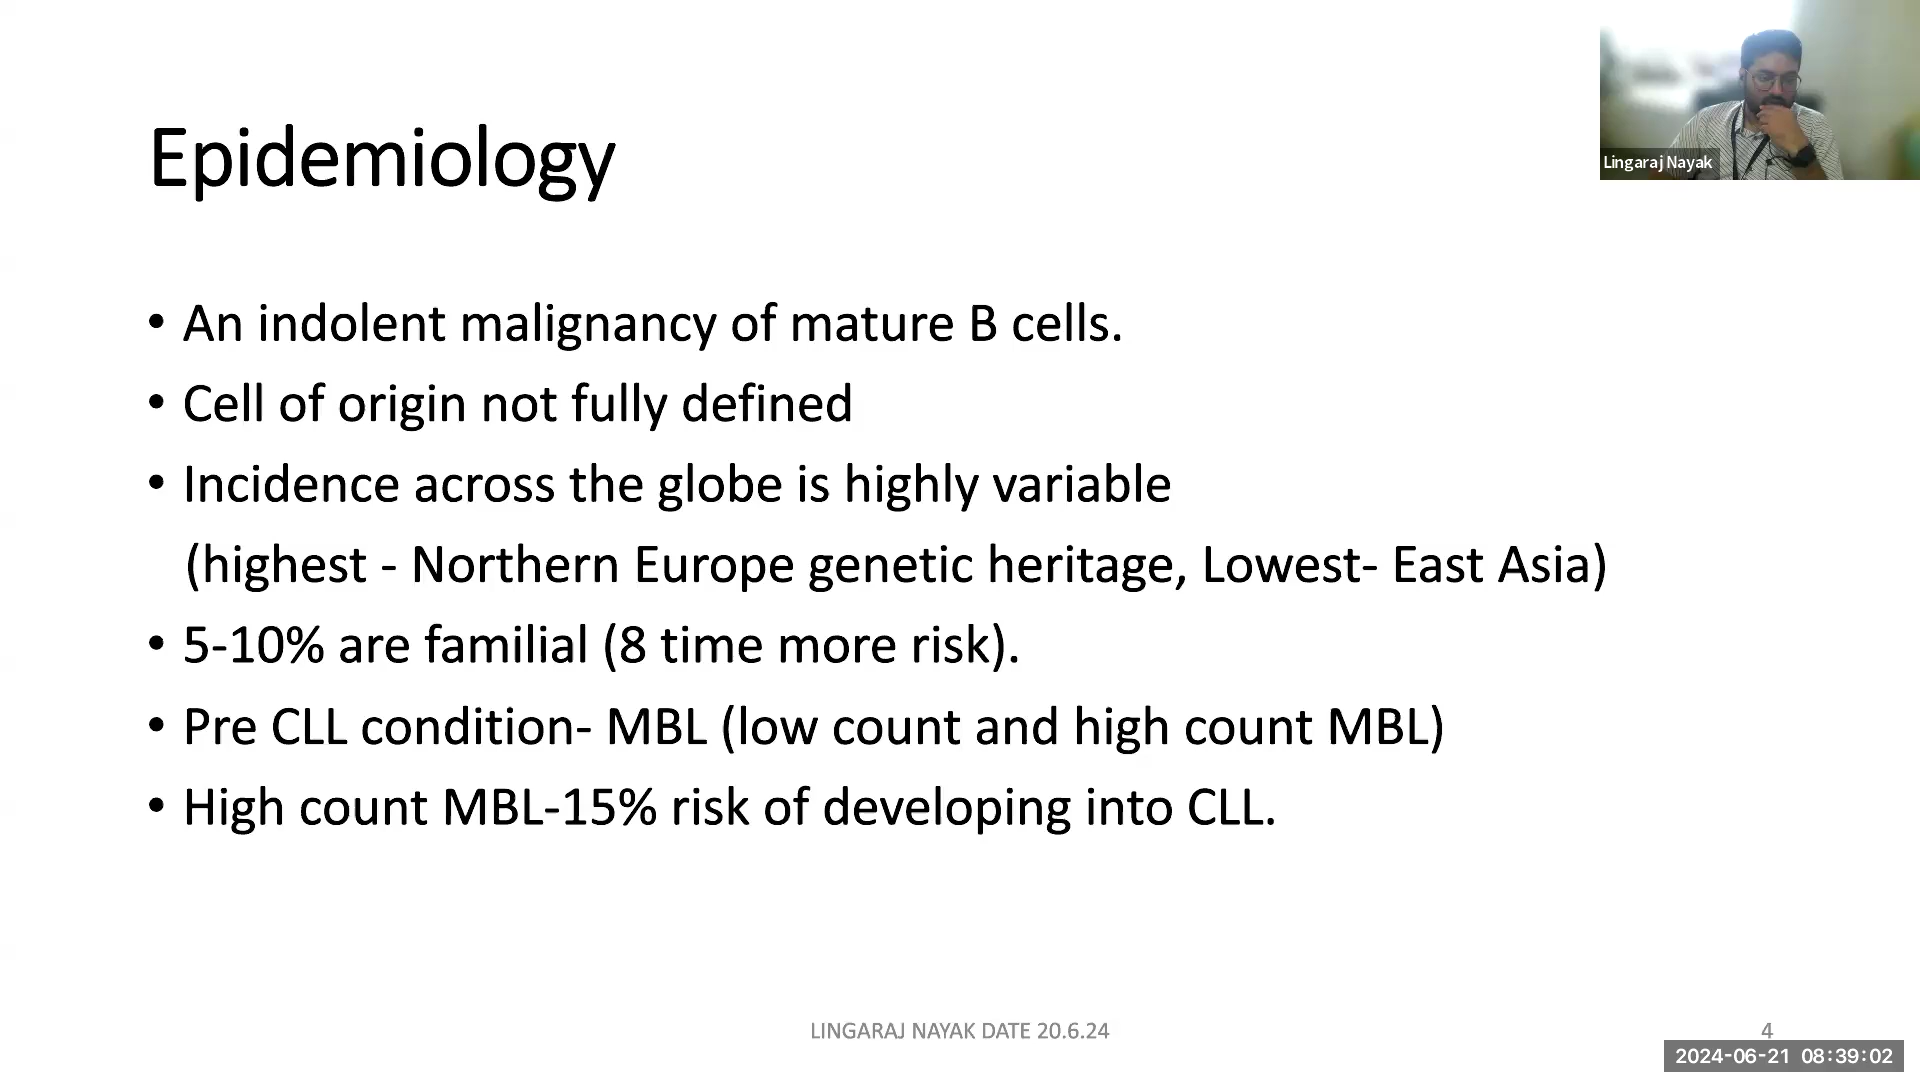 Epidemiology
Lingaraj Nayak
• An indolent malignancy of mature B cells.
• Cell of origin not fully defined
• Incidence across the globe is highly variable
(highest - Northern Europe genetic heritage, Lowest- East Asia)
• 5-10% are familial (8 time more risk).
• Pre CLL condition- MBL (low count and high count MBL)
• High count MBL-15% risk of developing into CLL.
LINGARAJ NAYAK DATE 20.6.24
4
2024-06-21 08:39:02